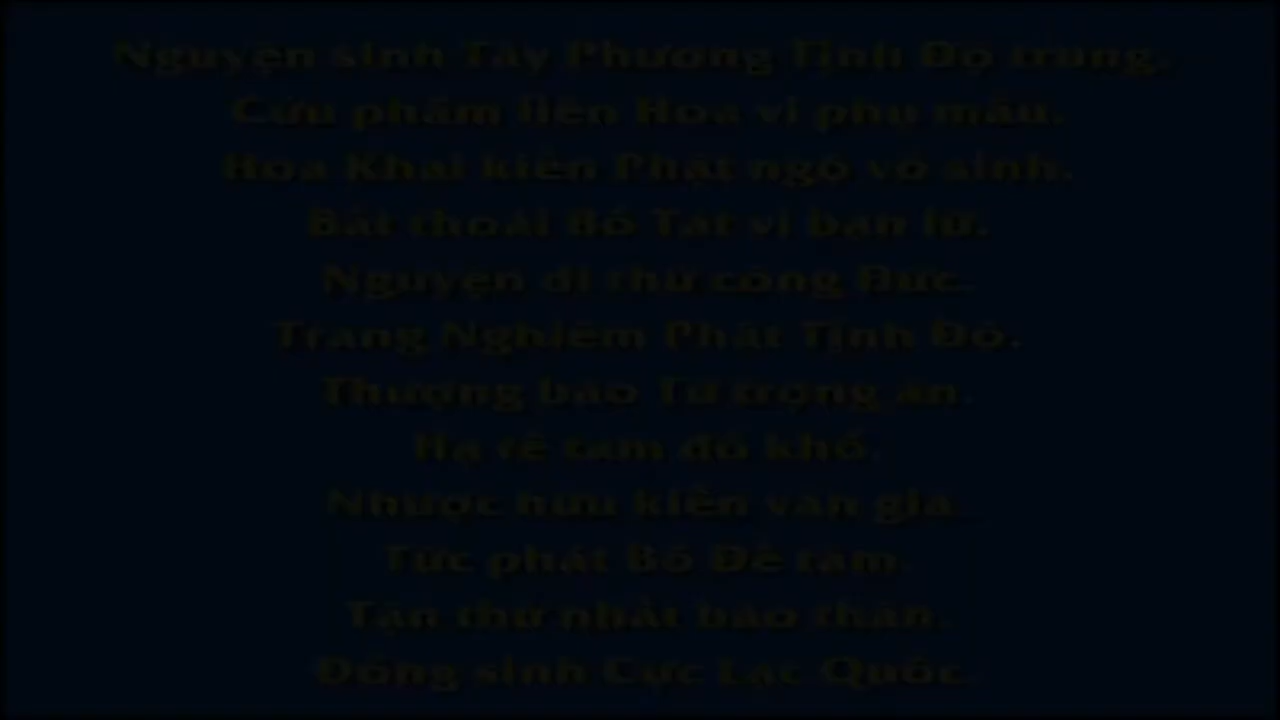 Nguyện sinh Tây Phương Tịnh Độ trung.
Cửu phẩm liên Hoa vi phụ mẫu.
Hoa Khai kiến Phật ngộ vô sinh.
Bất thoái Bồ Tát vi bạn lữ.
Nguyện dĩ thử công Đức.
Trang Nghiêm Phật Tịnh Độ.
Thượng báo Tứ trọng ân.
Hạ tế tam đồ khổ.
Nhược hữu kiến văn giả.
Tức phát Bồ Đề tâm.
Tận thử nhất báo thân.
Đồng sinh Cực Lạc Quốc.